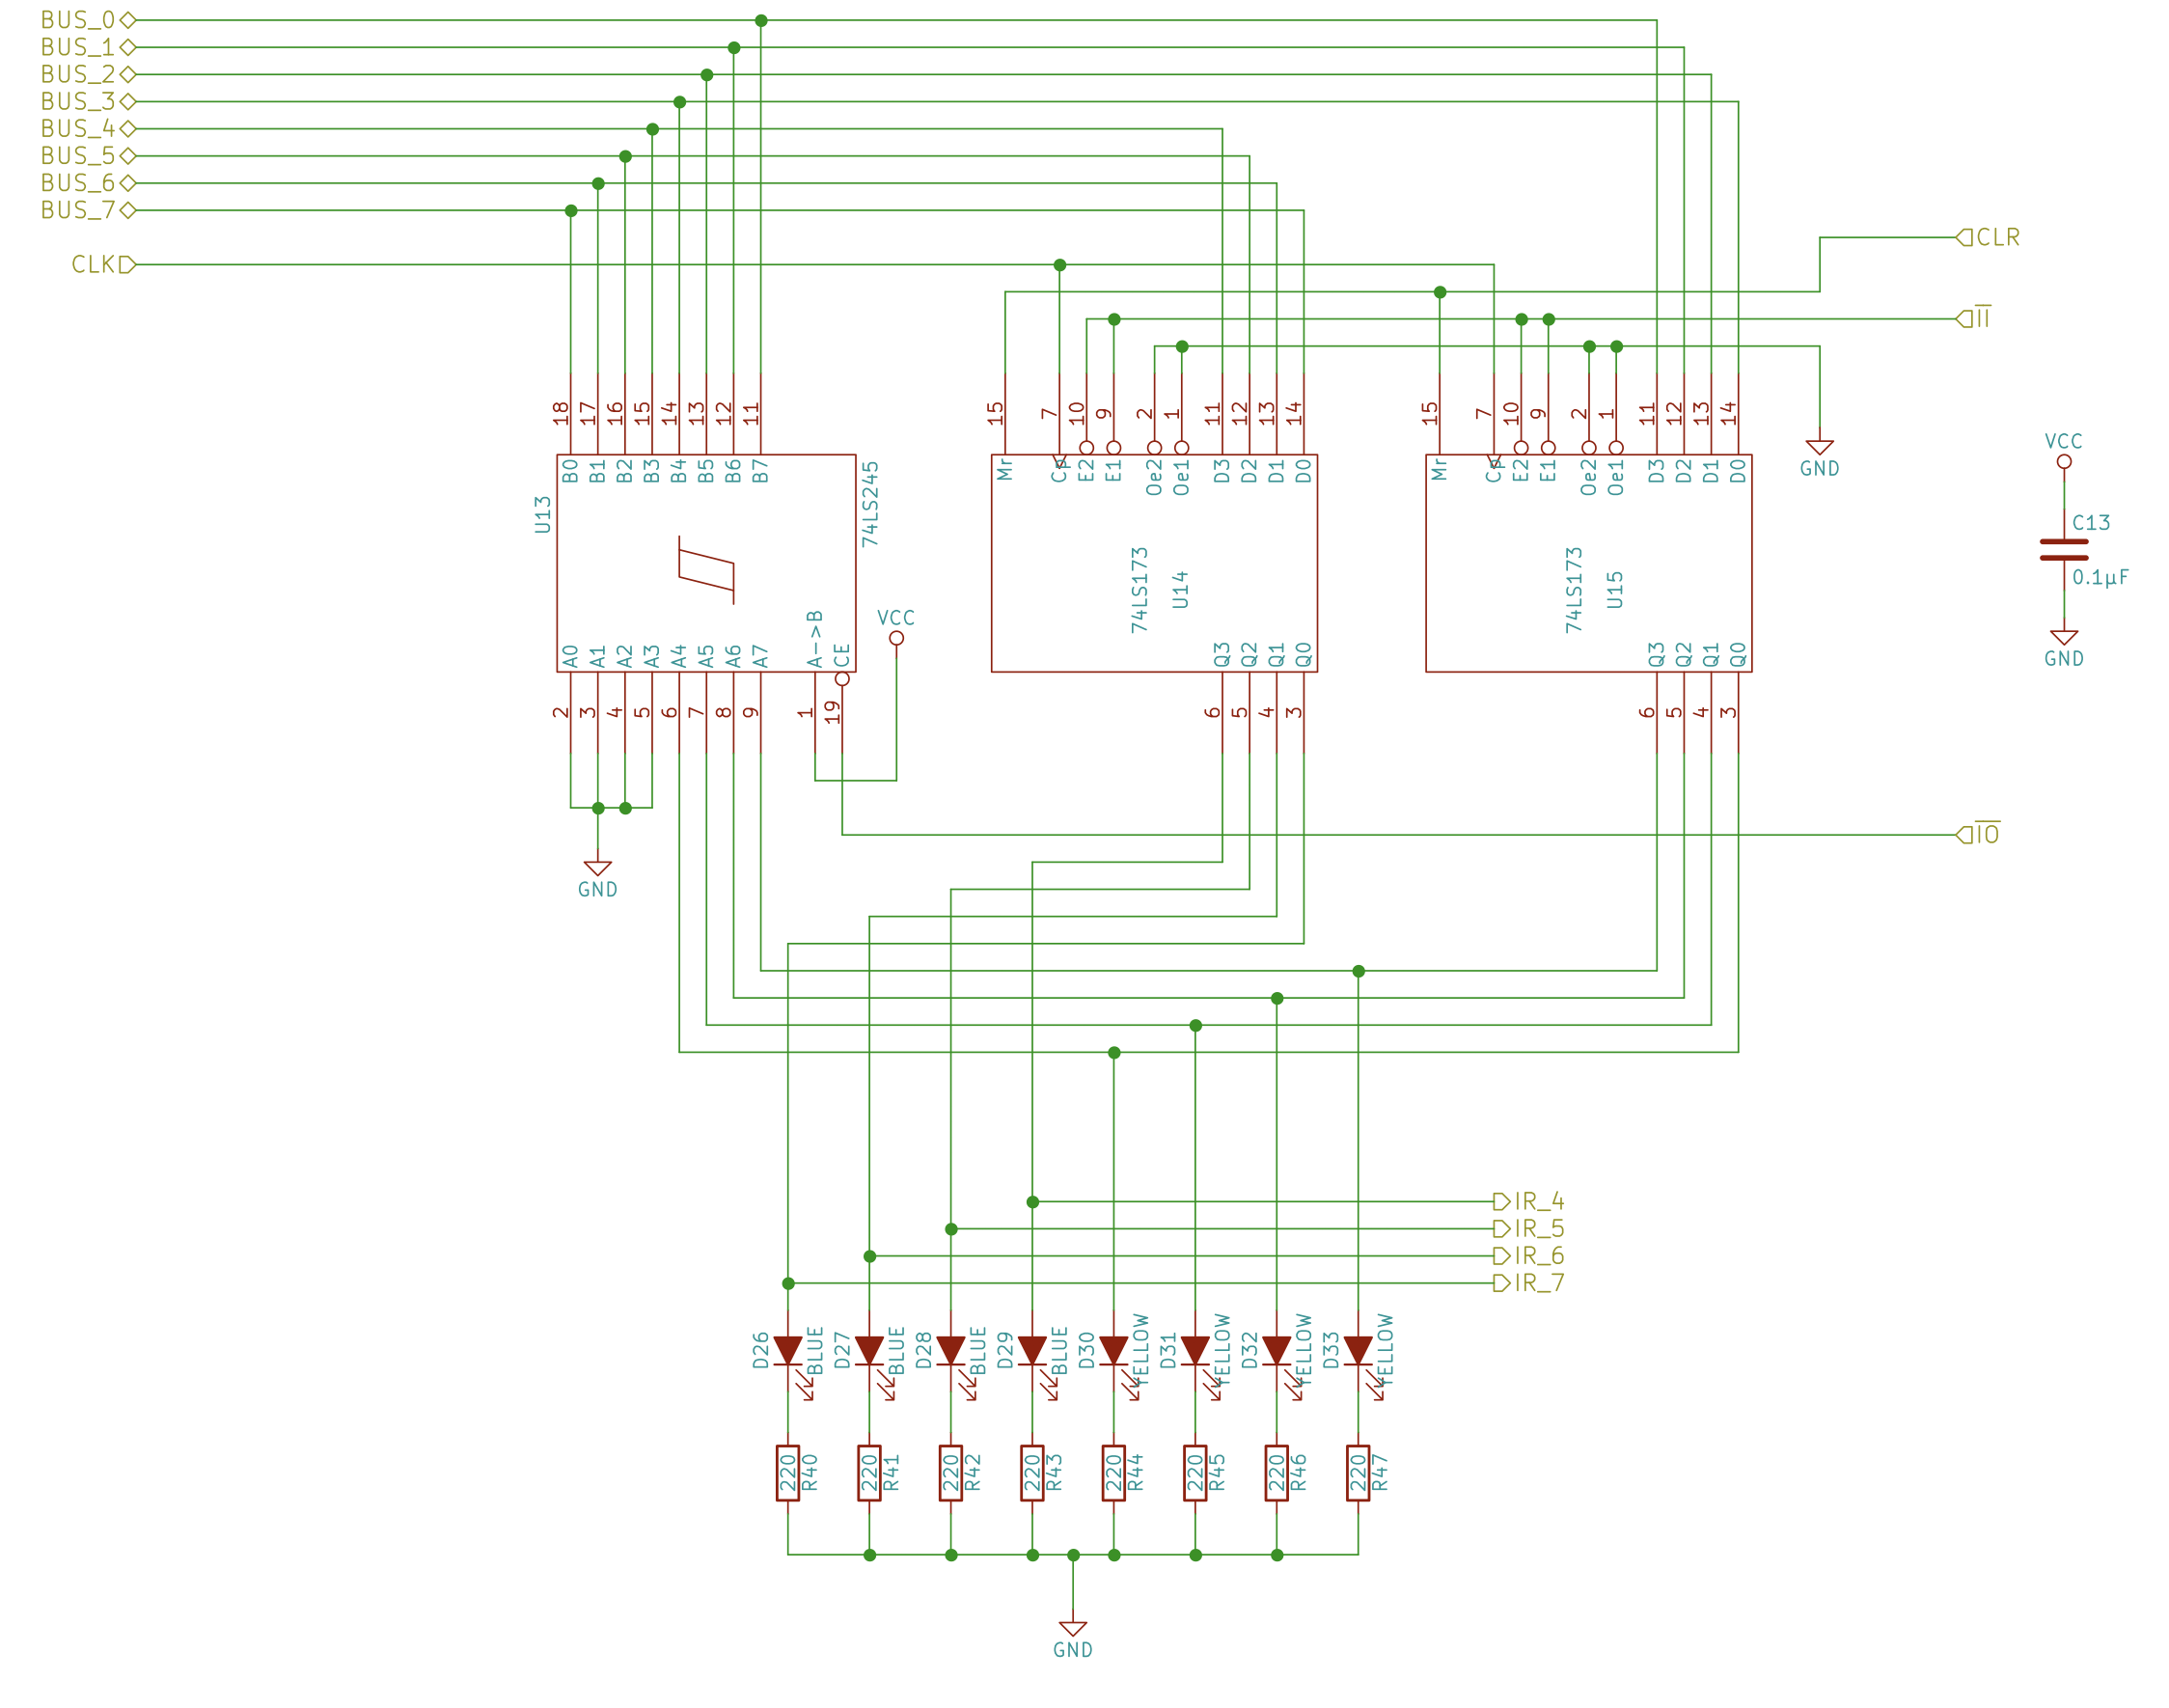 BUS_0
BUS_1
BUS_2
BUS_3
BUS_4
BUS_5
BUS_6
BUS_7
CLK
CLR
I̅I̅
18 17 16 15 14 13 12 11
15 7 10 9 2 1 11 12 13 14
15 7 10 9 2 1 11 12 13 14
B0 B1 B2 B3 B4 B5 B6 B7
Mr Cp E2 E1 Oe2 Oe1 D3 D2 D1 D0
Mr Cp E2 E1 Oe2 Oe1 D3 D2 D1 D0
GND
VCC
U13
74LS245
C13
0.1µF
74LS173
U14
74LS173
U15
VCC
GND
A0 A1 A2 A3 A4 A5 A6 A7 A->B CE
Q3 Q2 Q1 Q0
Q3 Q2 Q1 Q0
2 3 4 5 6 7 8 9 1 19
6 5 4 3
6 5 4 3
I̅O̅
GND
IR_4
IR_5
IR_6
IR_7
D26 BLUE D27 BLUE D28 BLUE D29 BLUE D30 YELLOW D31 YELLOW D32 YELLOW D33 YELLOW
220 R40 220 R41 220 R42 220 R43 220 R44 220 R45 220 R46 220 R47
GND